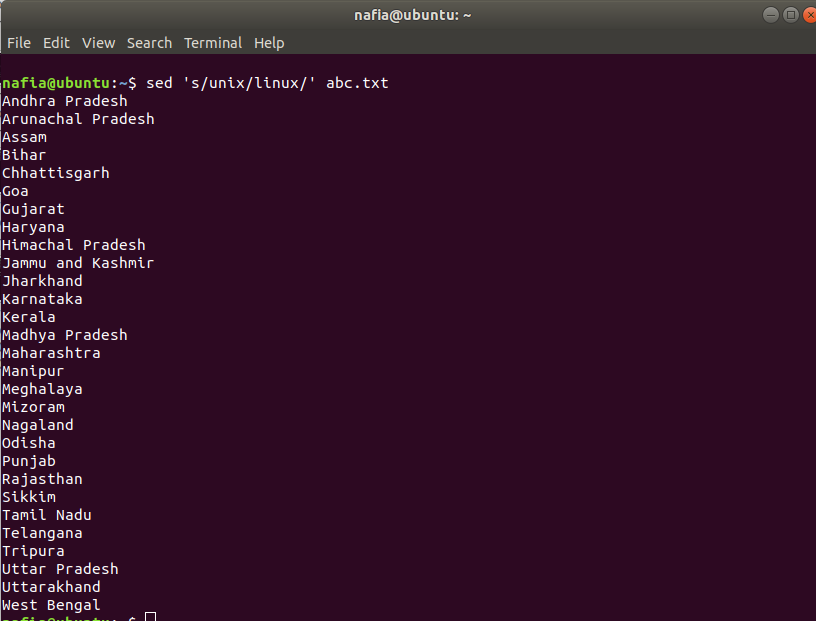 nafia@ubuntu: ~
File Edit View Search Terminal Help
nafia@ubuntu:~$ sed 's/unix/linux/' abc.txt
Andhra Pradesh
Arunachal Pradesh
Assam
Bihar
Chhattisgarh
Goa
Gujarat
Haryana
Himachal Pradesh
Jammu and Kashmir
Jharkhand
Karnataka
Kerala
Madhya Pradesh
Maharashtra
Manipur
Meghalaya
Mizoram
Nagaland
Odisha
Punjab
Rajasthan
Sikkim
Tamil Nadu
Telangana
Tripura
Uttar Pradesh
Uttarakhand
West Bengal
nafia@ubuntu:~$